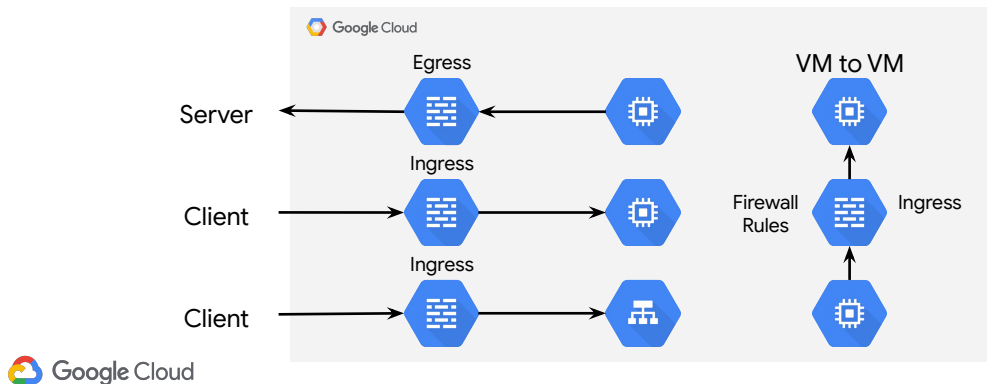 Google Cloud
Egress
VM to VM
Server
Ingress
Client
Firewall
Rules
Ingress
Ingress
Client
Google Cloud